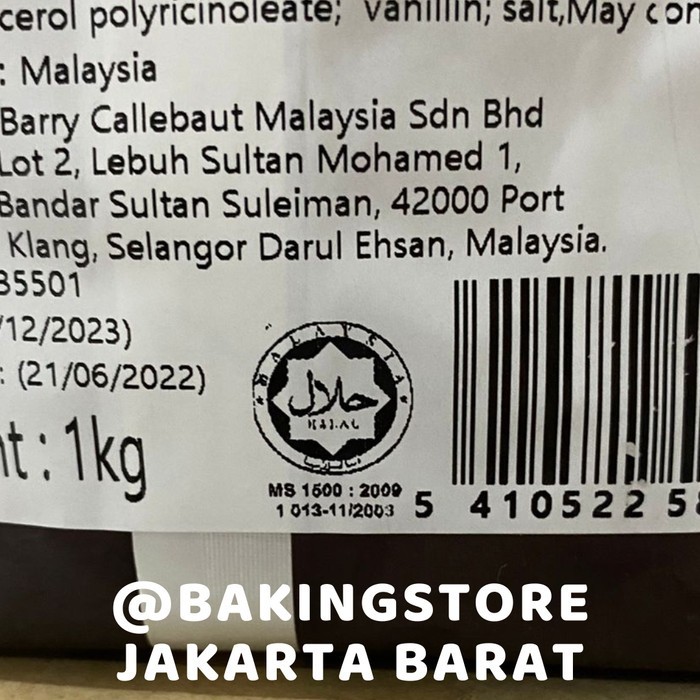 cerol polyricinoleate; Vanillin; salt,May con
: Malaysia
Barry Callebaut Malaysia Sdn Bhd
Lot 2, Lebuh Sultan Mohamed 1,
Bandar Sultan Suleiman, 42000 Port
Klang, Selangor Darul Ehsan, Malaysia.
35501
/12/2023)
: (21/06/2022)
nt : 1kg
MALAYSIA
حلال
HALAL
MS 1500 : 2009
1 013-11/2003
5 410522 5
@BAKINGSTORE
JAKARTA BARAT